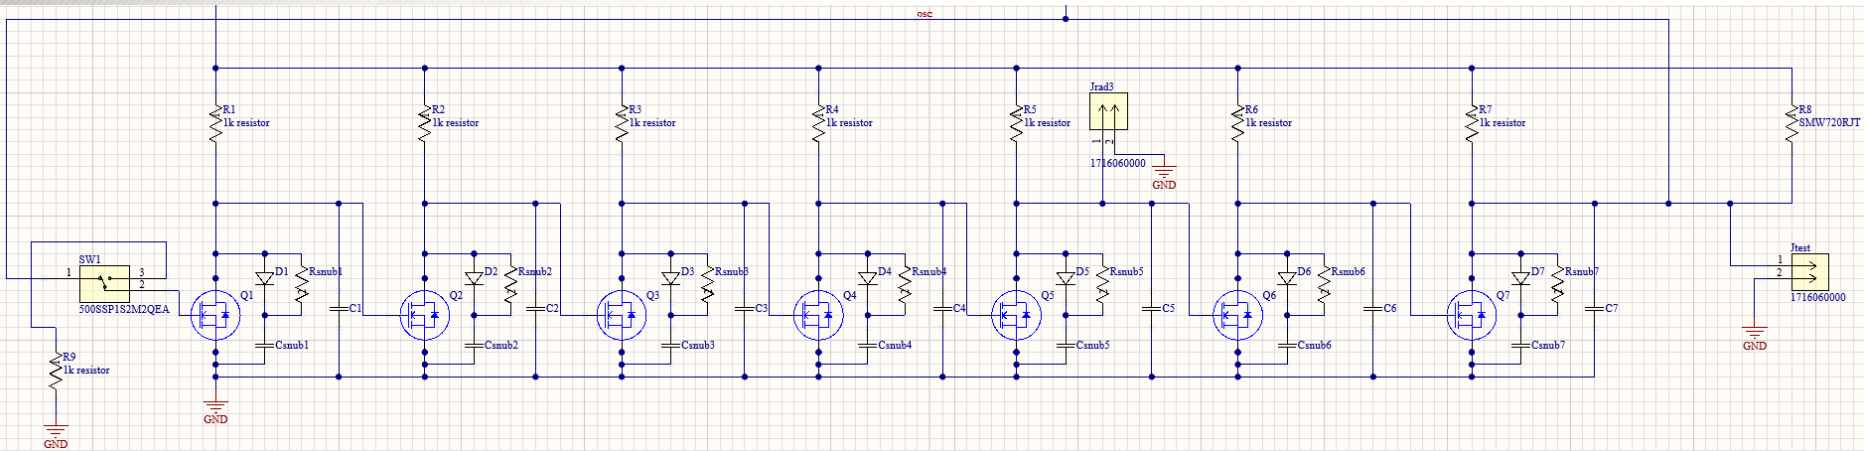 osc
Jrad3
R1
1k resistor
R2
1k resistor
R3
1k resistor
R4
1k resistor
R5
1k resistor
R6
1k resistor
R7
1k resistor
R8
SMW720RJT
1
2
1716060000
GND
SW1
1
3
2
500SSP1S2M2QEA
Q1
D1
Rsnub1
C1
Csnub1
Q2
D2
Rsnub2
C2
Csnub2
Q3
D3
Rsnub3
C3
Csnub3
Q4
D4
Rsnub4
C4
Csnub4
Q5
D5
Rsnub5
C5
Csnub5
Q6
D6
Rsnub6
C6
Csnub6
Q7
D7
Rsnub7
C7
Csnub7
Jtest
1
2
1716060000
GND
R9
1k resistor
GND
GND